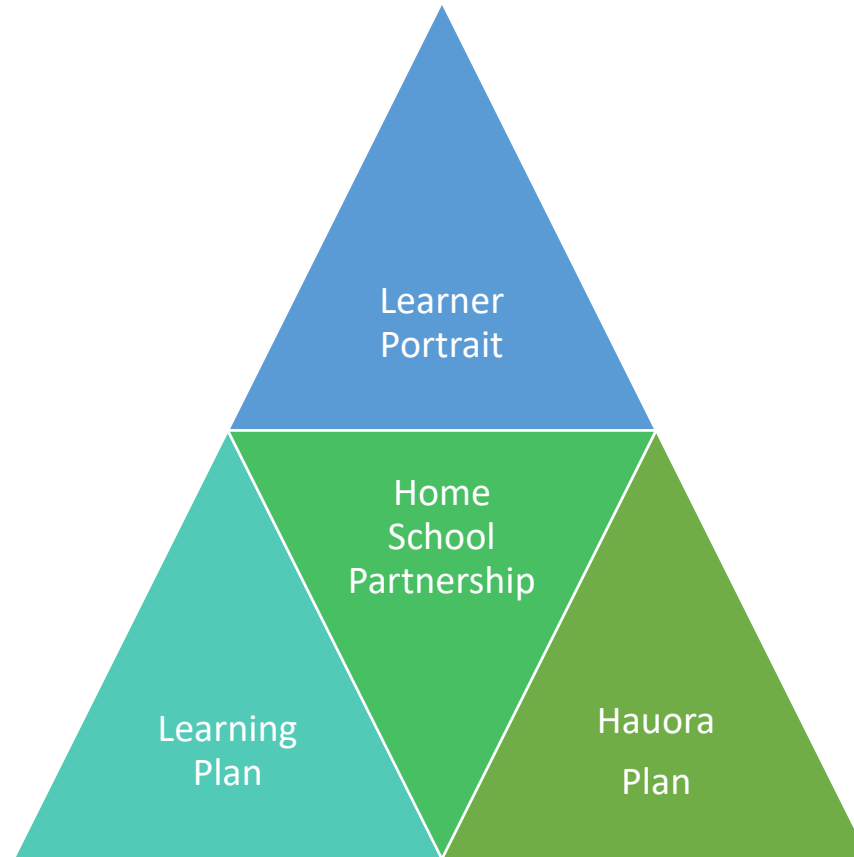 Learner
Portrait
Home
School
Partnership
Learning
Plan
Hauora
Plan